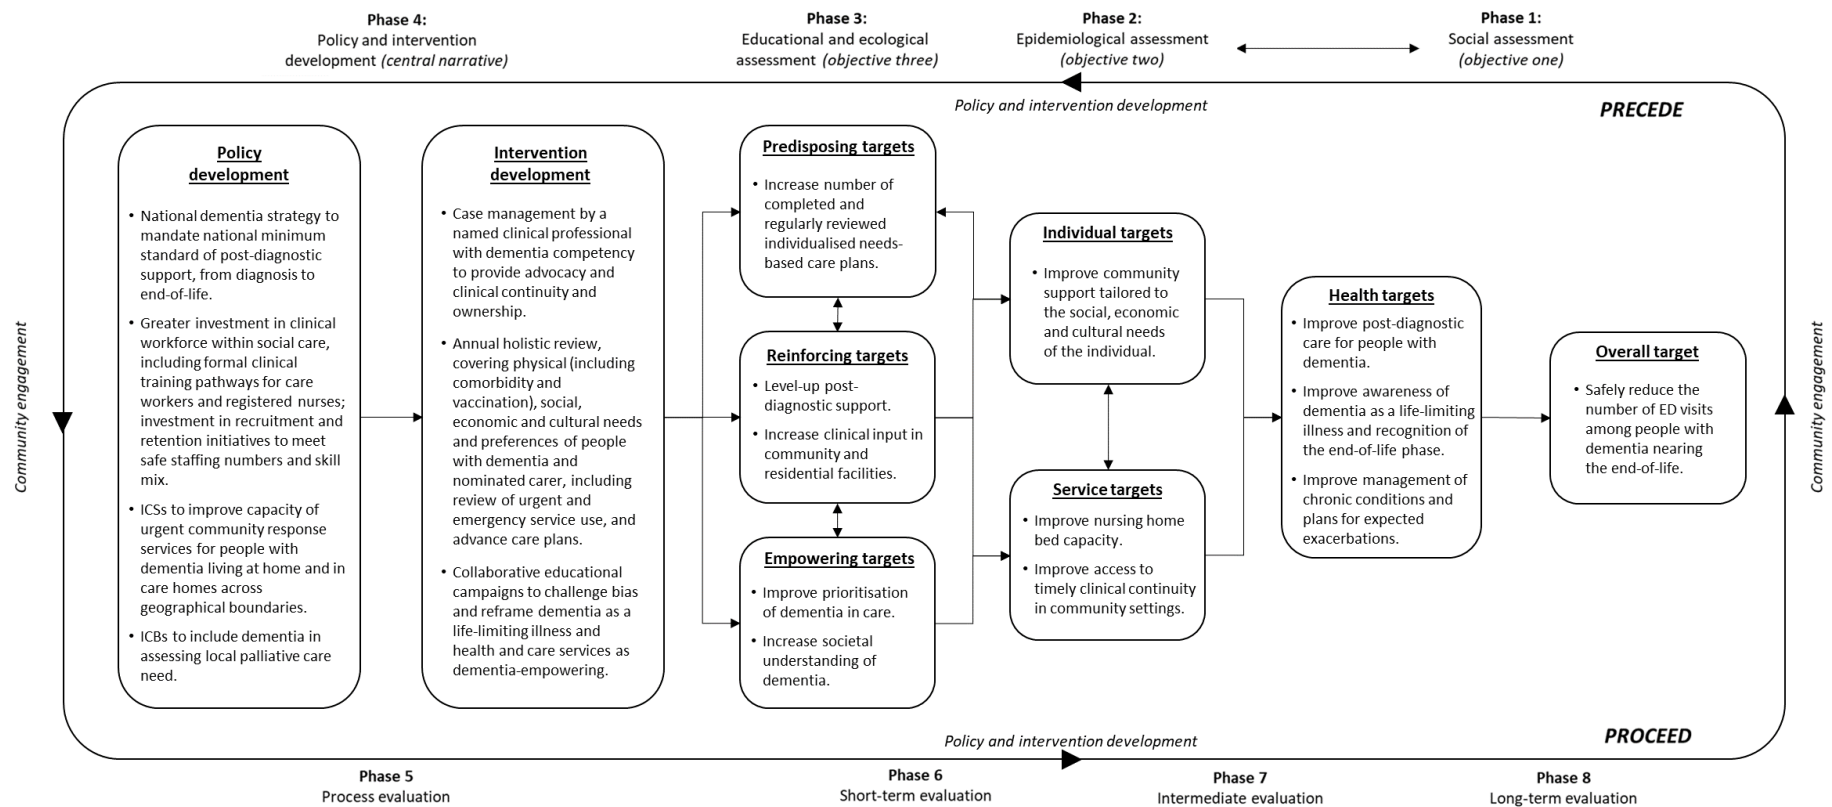 Phase 4:
Policy and intervention
development (central narrative)
Phase 3:
Educational and ecological
assessment (objective three)
Phase 2:
Epidemiological assessment
(objective two)
Phase 1:
Social assessment
(objective one)
Policy and intervention development
PRECEDE
Community engagement
Policy
development
• National dementia strategy to
mandate national minimum
standard of post-diagnostic
support, from diagnosis to
end-of-life.
• Greater investment in clinical
workforce within social care,
including formal clinical
training pathways for care
workers and registered nurses;
investment in recruitment and
retention initiatives to meet
safe staffing numbers and skill
mix.
• ICSs to improve capacity of
urgent community response
services for people with
dementia living at home and in
care homes across
geographical boundaries.
• ICBs to include dementia in
assessing local palliative care
need.
Intervention
development
• Case management by a
named clinical professional
with dementia competency
to provide advocacy and
clinical continuity and
ownership.
• Annual holistic review,
covering physical (including
comorbidity and
vaccination), social,
economic and cultural needs
and preferences of people
with dementia and
nominated carer, including
review of urgent and
emergency service use, and
advance care plans.
• Collaborative educational
campaigns to challenge bias
and reframe dementia as a
life-limiting illness and
health and care services as
dementia-empowering.
Predisposing targets
• Increase number of
completed and
regularly reviewed
individualised needs-
based care plans.
Reinforcing targets
• Level-up post-
diagnostic support.
• Increase clinical input in
community and
residential facilities.
Empowering targets
• Improve prioritisation
of dementia in care.
• Increase societal
understanding of
dementia.
Individual targets
• Improve community
support tailored to
the social, economic
and cultural needs
of the individual.
Service targets
• Improve nursing home
bed capacity.
• Improve access to
timely clinical continuity
in community settings.
Health targets
• Improve post-diagnostic
care for people with
dementia.
• Improve awareness of
dementia as a life-limiting
illness and recognition of
the end-of-life phase.
• Improve management of
chronic conditions and
plans for expected
exacerbations.
Overall target
• Safely reduce the
number of ED visits
among people with
dementia nearing
the end-of-life.
Community engagement
Policy and intervention development
PROCEED
Phase 5
Process evaluation
Phase 6
Short-term evaluation
Phase 7
Intermediate evaluation
Phase 8
Long-term evaluation